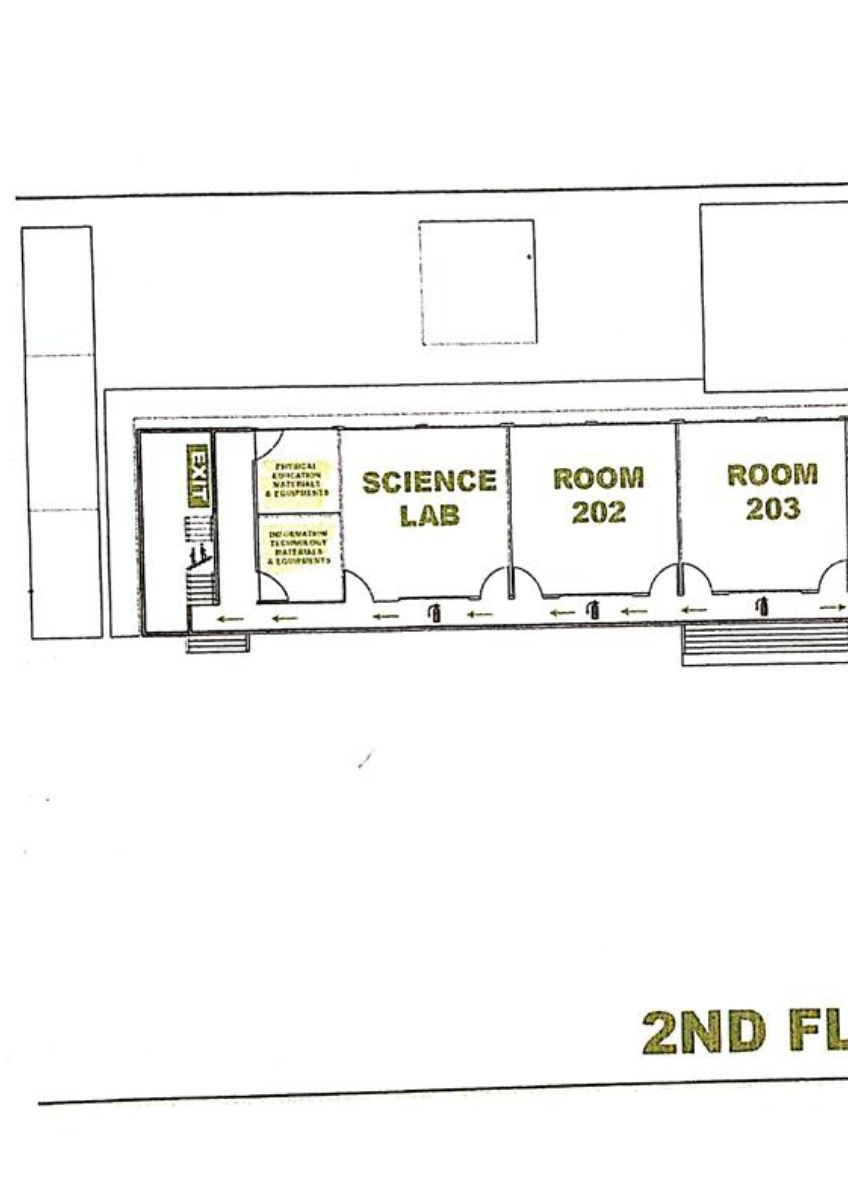 EXIT
PHYSICAL
EDUCATION
MATERIALS
& EQUIPMENTS
INFORMATION
TECHNOLOGY
MATERIALS
& EQUIPMENTS
SCIENCE
LAB
ROOM
202
ROOM
203
2ND FL